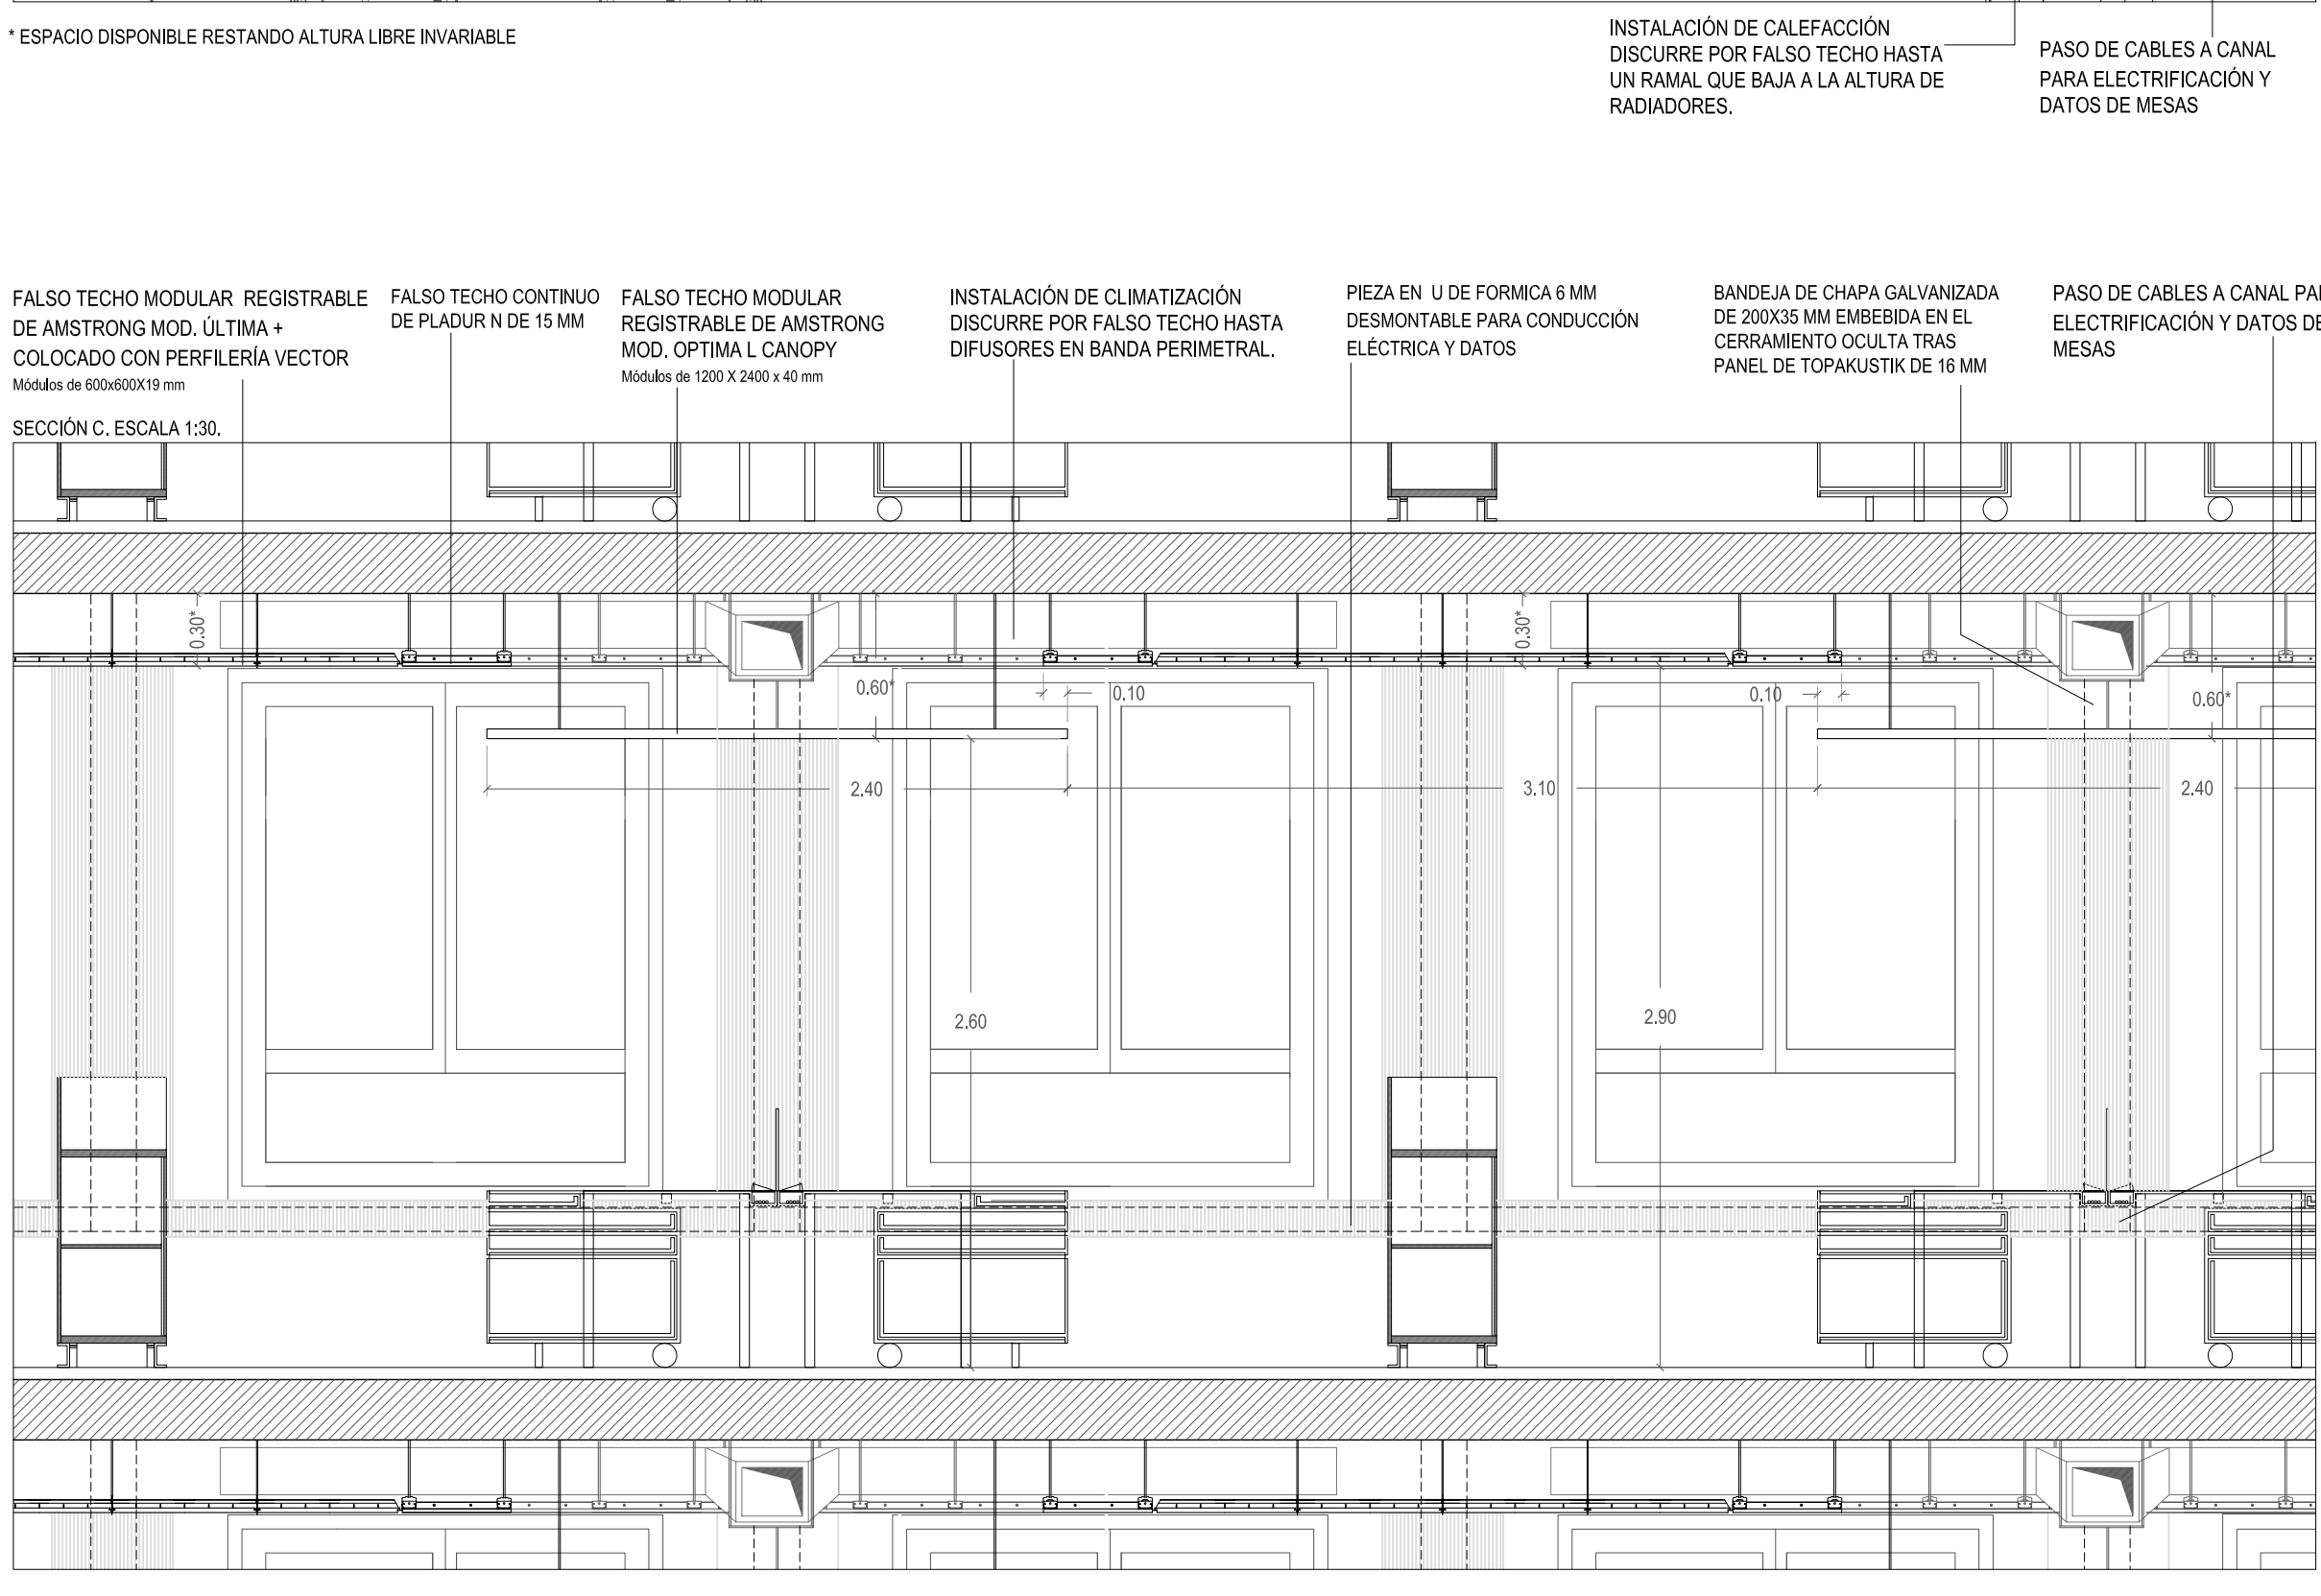 * ESPACIO DISPONIBLE RESTANDO ALTURA LIBRE INVARIABLE
INSTALACIÓN DE CALEFACCIÓN
DISCURRE POR FALSO TECHO HASTA
UN RAMAL QUE BAJA A LA ALTURA DE
RADIADORES.
PASO DE CABLES A CANAL
PARA ELECTRIFICACIÓN Y
DATOS DE MESAS
FALSO TECHO MODULAR REGISTRABLE
DE AMSTRONG MOD. ÚLTIMA +
COLOCADO CON PERFILERÍA VECTOR
Módulos de 600x600X19 mm
FALSO TECHO CONTINUO
DE PLADUR N DE 15 MM
FALSO TECHO MODULAR
REGISTRABLE DE AMSTRONG
MOD. OPTIMA L CANOPY
Módulos de 1200 X 2400 x 40 mm
INSTALACIÓN DE CLIMATIZACIÓN
DISCURRE POR FALSO TECHO HASTA
DIFUSORES EN BANDA PERIMETRAL.
PIEZA EN U DE FORMICA 6 MM
DESMONTABLE PARA CONDUCCIÓN
ELÉCTRICA Y DATOS
BANDEJA DE CHAPA GALVANIZADA
DE 200X35 MM EMBEBIDA EN EL
CERRAMIENTO OCULTA TRAS
PANEL DE TOPAKUSTIK DE 16 MM
PASO DE CABLES A CANAL PA
ELECTRIFICACIÓN Y DATOS DE
MESAS
SECCIÓN C. ESCALA 1:30.
0.30*
0.30*
0.60*
0.10
0.10
0.60*
2.40
3.10
2.40
2.60
2.90